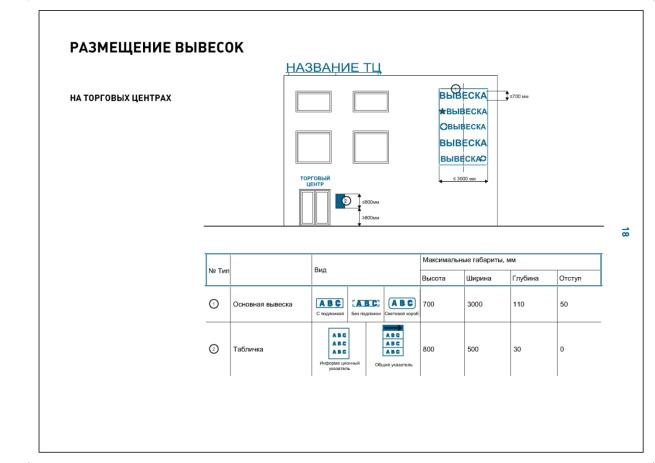 РАЗМЕЩЕНИЕ ВЫВЕСОК
НА ТОРГОВЫХ ЦЕНТРАХ
НАЗВАНИЕ ТЦ
1
ВЫВЕСКА
≤700 мм
ВЫВЕСКА
ВЫВЕСКА
ВЫВЕСКА
ВЫВЕСКА
≤ 3000 мм
ТОРГОВЫЙ
ЦЕНТР
2
≤800мм
≥800мм
18
№ Тип
Вид
Максимальные габариты, мм
Высота Ширина Глубина Отступ
1 Основная вывеска ABC ABC ABC 700 3000 110 50
С подложкой Без подложки Световой короб
2 Табличка 800 500 30 0
ABC ABC
ABC ABC
ABC ABC
Информационный
указатель
Общие указатель